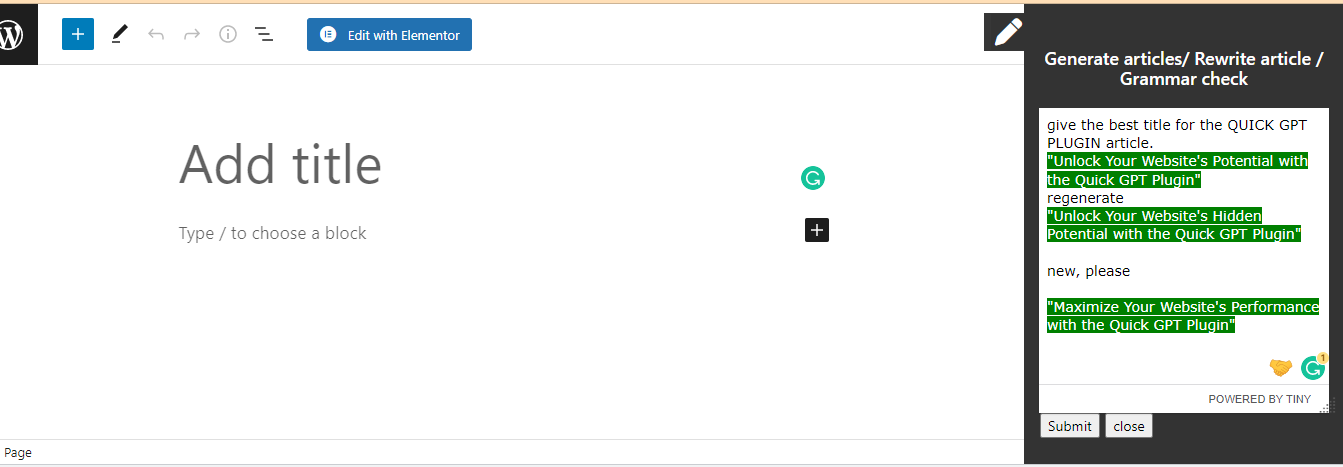 Edit with Elementor
Add title
Type / to choose a block
Page
Generate articles/ Rewrite article /
Grammar check
give the best title for the QUICK GPT
PLUGIN article.
"Unlock Your Website's Potential with
the Quick GPT Plugin"
regenerate
"Unlock Your Website's Hidden
Potential with the Quick GPT Plugin"
new, please
"Maximize Your Website's Performance
with the Quick GPT Plugin"
1
POWERED BY TINY
Submit close